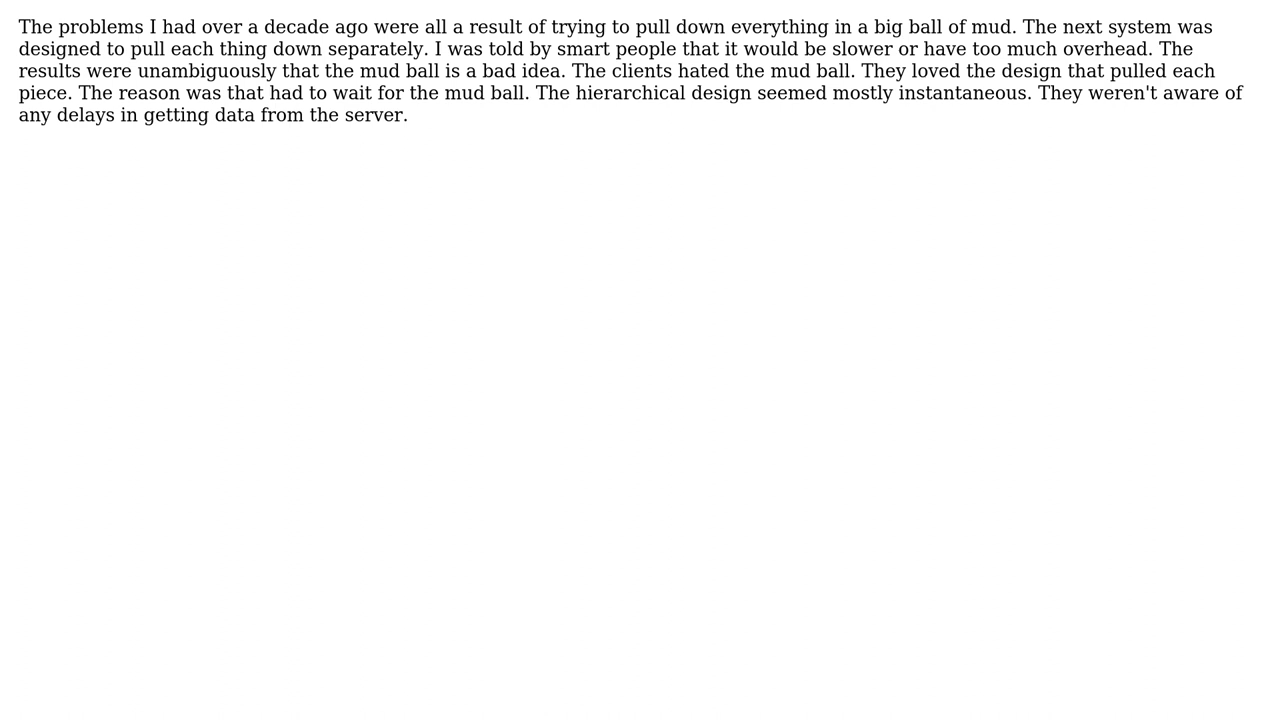 The problems I had over a decade ago were all a result of trying to pull down everything in a big ball of mud. The next system was
designed to pull each thing down separately. I was told by smart people that it would be slower or have too much overhead. The
results were unambiguously that the mud ball is a bad idea. The clients hated the mud ball. They loved the design that pulled each
piece. The reason was that had to wait for the mud ball. The hierarchical design seemed mostly instantaneous. They weren't aware of
any delays in getting data from the server.